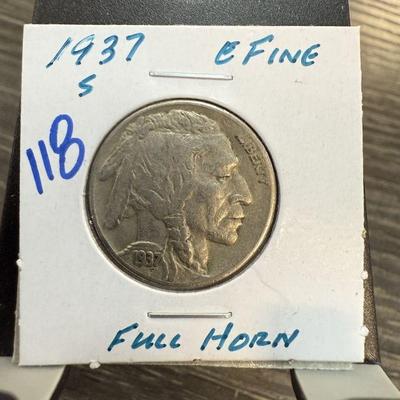 1937 EFINE
S
118
LIBERTY
1937
FULL HORN